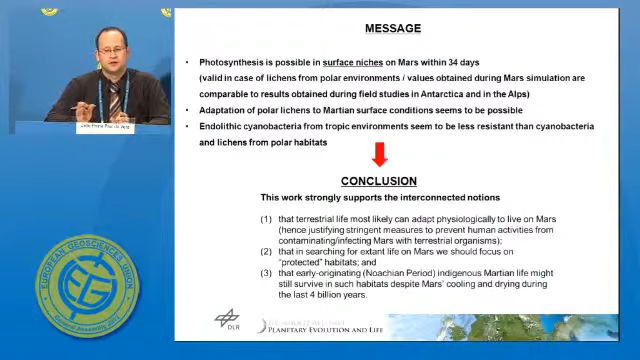 MESSAGE
• Photosynthesis is possible in surface niches on Mars within 34 days
(valid in case of lichens from polar environments / values obtained during Mars simulation are
comparable to results obtained during field studies in Antarctica and in the Alps)
• Adaptation of polar lichens to Martian surface conditions seems to be possible
• Endolithic cyanobacteria from tropic environments seem to be less resistant than cyanobacteria
and lichens from polar habitats
CONCLUSION
This work strongly supports the interconnected notions
(1) that terrestrial life most likely can adapt physiologically to live on Mars
(hence justifying stringent measures to prevent human activities from
contaminating/infecting Mars with terrestrial organisms);
(2) that in searching for extant life on Mars we should focus on
"protected" habitats; and
(3) that early-originating (Noachian Period) indigenous Martian life might
still survive in such habitats despite Mars' cooling and drying during
the last 4 billion years.
DLR
PLANETARY EVOLUTION AND LIFE
EUROPEAN GEOSCIENCES UNION
EG
General Assembly